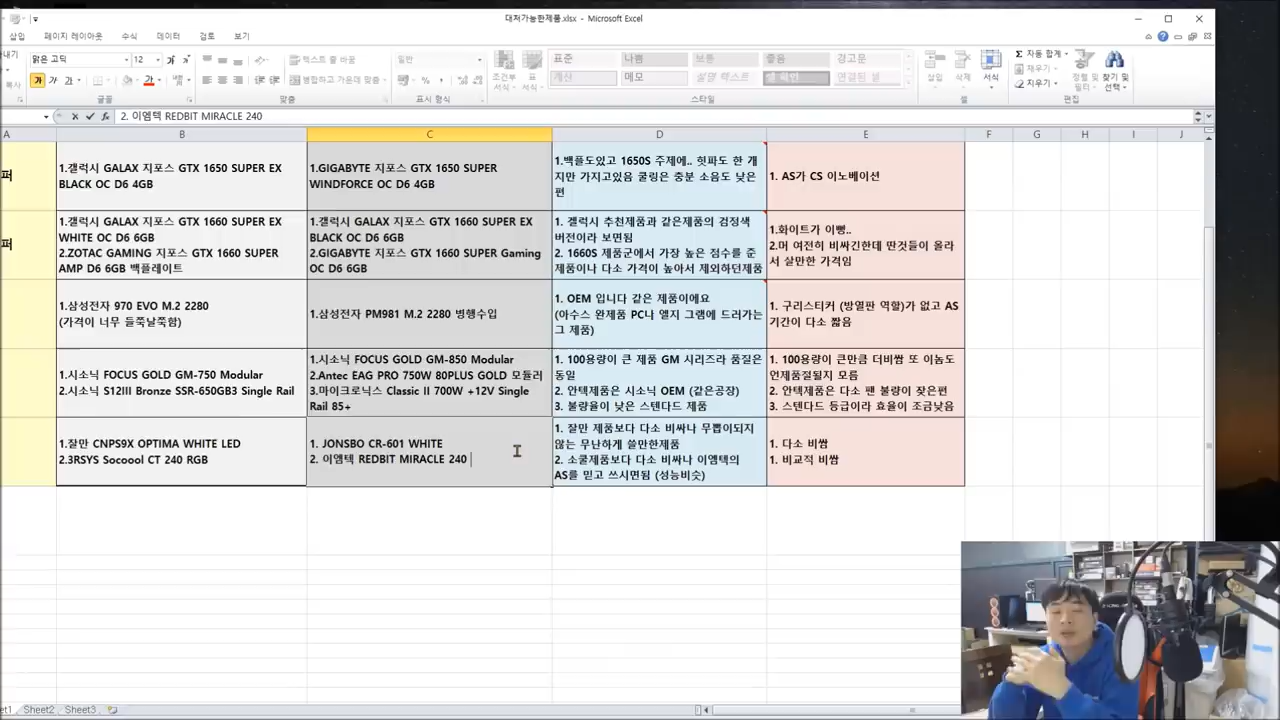 대처가능한제품.xlsx - Microsoft Excel
삽입 페이지 레이아웃 수식 데이터 검토 보기
맑은 고딕 12
가 가 가
텍스트 줄 바꿈
일반
표준 나쁨 보통 좋음 경고문
계산 메모 설명 텍스트 셀 확인 연결된 셀
조건부 서식 표 서식
삽입 삭제 서식
자동 합계
채우기
지우기
정렬 및 필터
찾기 및 선택
글꼴 맞춤 표시 형식 스타일 셀 편집
2. 이엠텍 REDBIT MIRACLE 240
A B C D E F G H I J
퍼
1.갤럭시 GALAX 지포스 GTX 1650 SUPER EX
BLACK OC D6 4GB
1.GIGABYTE 지포스 GTX 1650 SUPER
WINDFORCE OC D6 4GB
1.백플도있고 1650S 주제에.. 힛파도 한 개
지만 가지고있음 쿨링은 충분 소음도 낮은
편
1. AS가 CS 이노베이션
퍼
1.갤럭시 GALAX 지포스 GTX 1660 SUPER EX
WHITE OC D6 6GB
2.ZOTAC GAMING 지포스 GTX 1660 SUPER
AMP D6 6GB 백플레이트
1.갤럭시 GALAX 지포스 GTX 1660 SUPER EX
BLACK OC D6 6GB
2.GIGABYTE 지포스 GTX 1660 SUPER Gaming
OC D6 6GB
1. 갤럭시 추천제품과 같은제품의 검정색
버전이라 보면됨
2. 1660S 제품군에서 가장 높은 점수를 준
제품이나 다소 가격이 높아서 제외하던제품
1.화이트가 이뻥..
2.머 여전히 비싸긴한데 딴것들이 올라
서 살만한 가격임
1.삼성전자 970 EVO M.2 2280
(가격이 너무 들쭉날쭉함)
1.삼성전자 PM981 M.2 2280 병행수입
1. OEM 입니다 같은 제품이에요
(아수스 완제품 PC나 엘지 그램에 드러가는
그 제품)
1. 구리스티커 (방열판 역할)가 없고 AS
기간이 다소 짧음
1.시소닉 FOCUS GOLD GM-750 Modular
2.시소닉 S12III Bronze SSR-650GB3 Single Rail
1.시소닉 FOCUS GOLD GM-850 Modular
2.Antec EAG PRO 750W 80PLUS GOLD 모듈러
3.마이크로닉스 Classic II 700W +12V Single
Rail 85+
1. 100용량이 큰 제품 GM 시리즈라 품질은
동일
2. 안텍제품은 시소닉 OEM (같은공장)
3. 불량율이 낮은 스텐다드 제품
1. 100용량이 큰만큼 더비쌈 또 이놈도
언제품절될지 모름
2. 안텍제품은 다소 팬 불량이 잦은편
3. 스텐다드 등급이라 효율이 조금낮음
1.잘만 CNPS9X OPTIMA WHITE LED
2.3RSYS Socoool CT 240 RGB
1. JONSBO CR-601 WHITE
2. 이엠텍 REDBIT MIRACLE 240
1. 잘만 제품보다 다소 비싸나 무뽑이되지
않는 무난하게 쓸만한제품
2. 소쿨제품보다 다소 비싸나 이엠텍의
AS를 믿고 쓰시면됨 (성능비슷)
1. 다소 비쌈
1. 비교적 비쌈
Sheet2 Sheet3